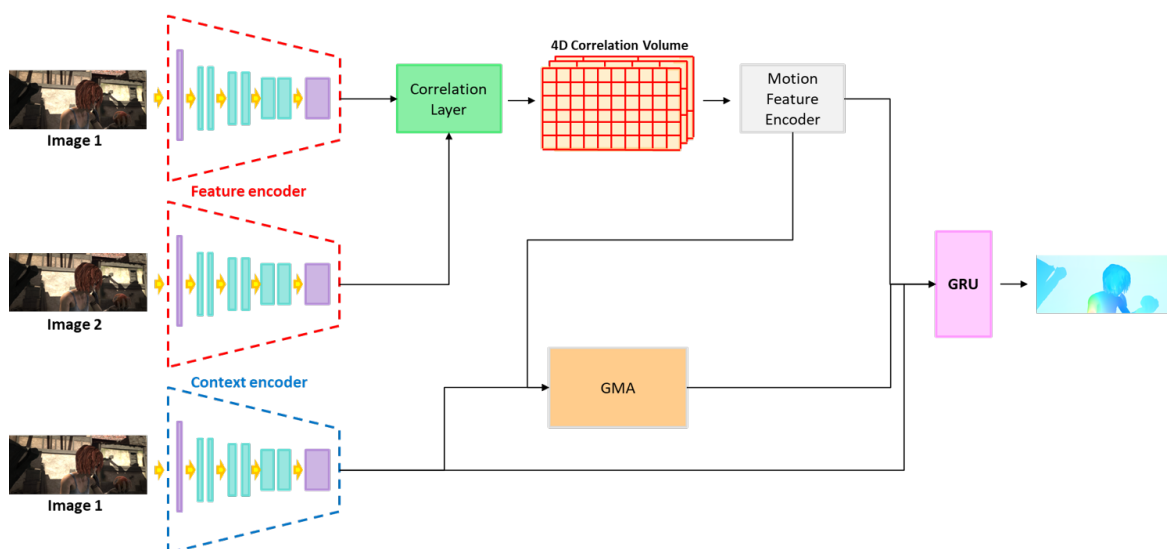 4D Correlation Volume
Correlation
Layer
Motion
Feature
Encoder
Image 1
Feature encoder
GRU
Image 2
Context encoder
GMA
Image 1